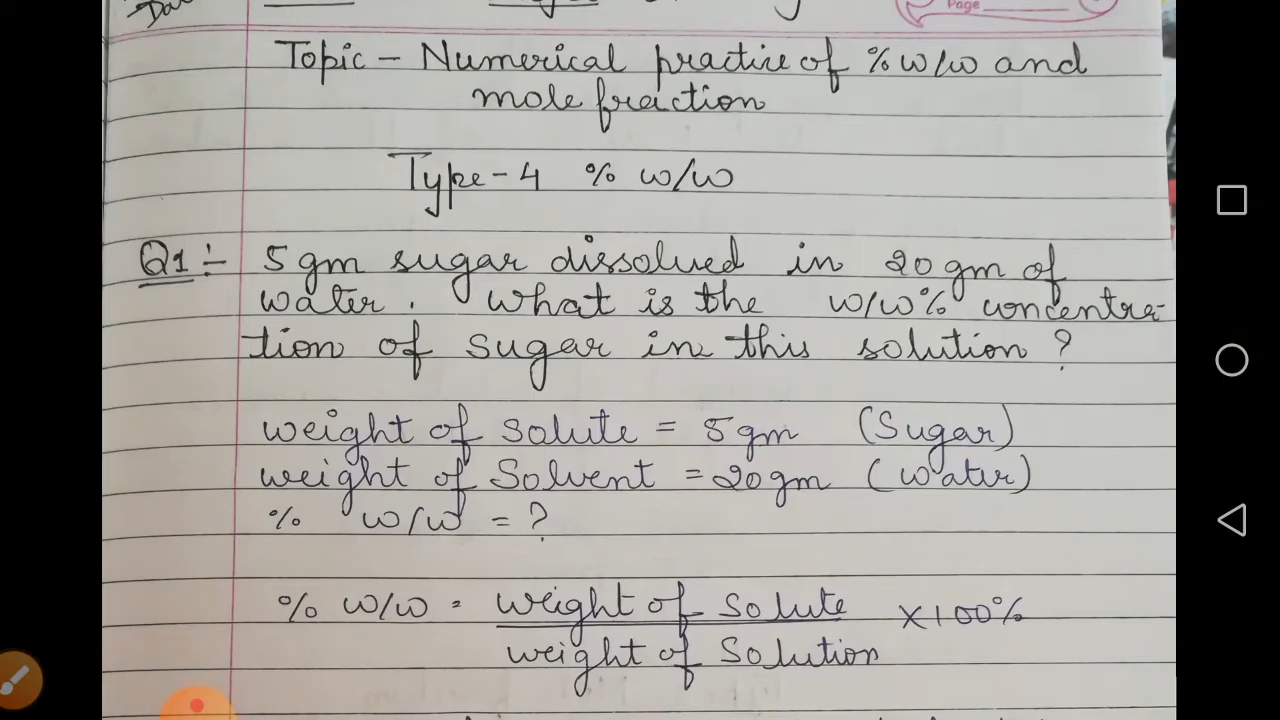 Page
Topic - Numerical practice of % w/w and
mole fraction
Type-4 % w/w
Q1÷ 5 gm sugar dissolved in 20 gm of
water. What is the w/w% concentra-
tion of sugar in this solution?
weight of Solute = 5 gm (Sugar)
weight of Solvent = 20 gm (water)
% w/w = ?
% w/w = weight of Solute ×100%
weight of Solution